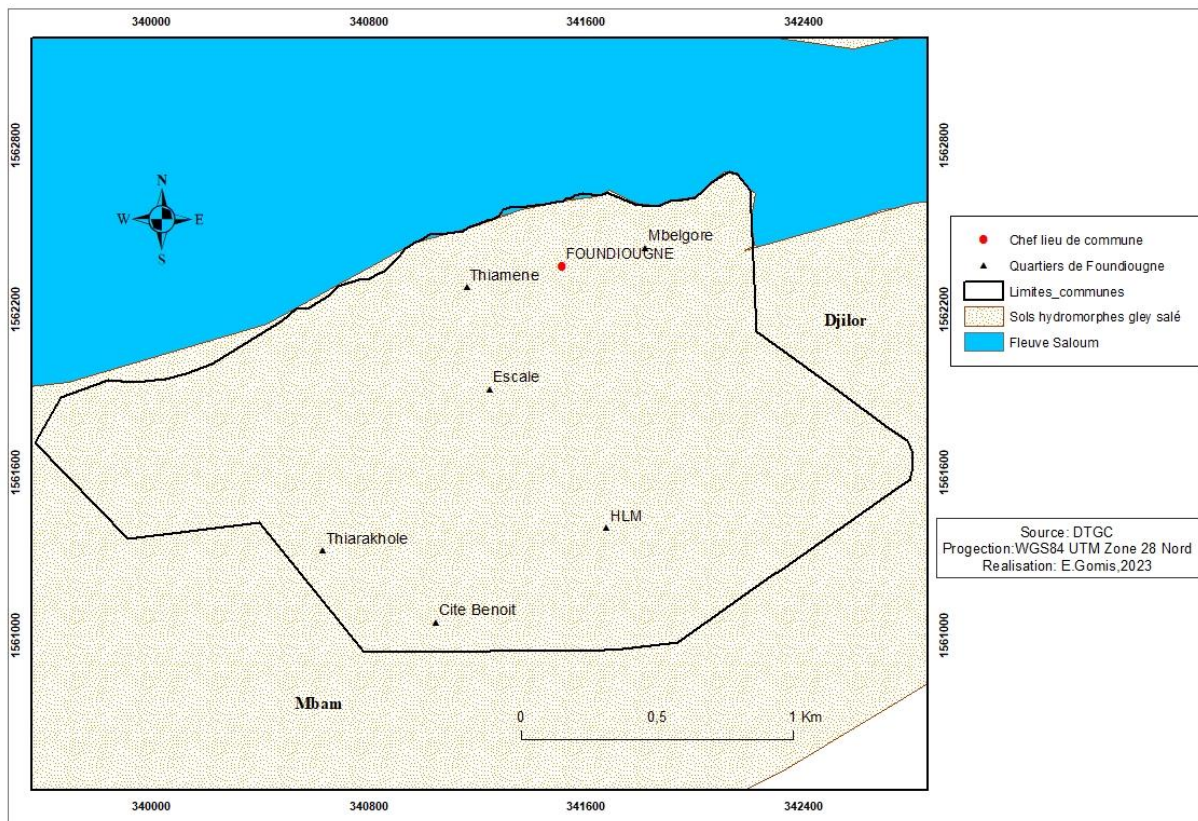 340000 340800 341600 342400
1562800 1562800
N
W E
S
Mbelgore
FOUNDIOUGNE
Thiamene
1562200 1562200
Djilor
Escale
1561600 1561600
HLM
Thiarakhole
Cite Benoit
1561000 1561000
Mbam
0 0,5 1 Km
340000 340800 341600 342400
Chef lieu de commune
Quartiers de Foundiougne
Limites_communes
Sols hydromorphes gley salé
Fleuve Saloum
Source: DTGC
Progection:WGS84 UTM Zone 28 Nord
Realisation: E.Gomis,2023